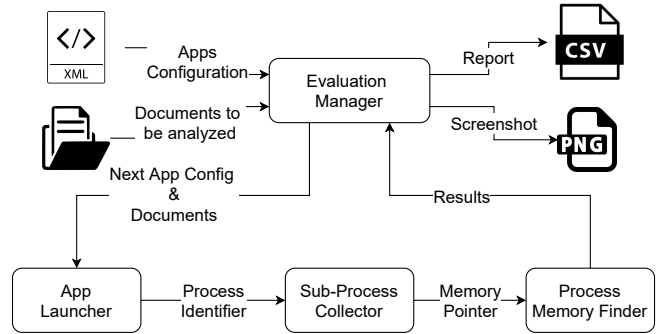 </>
XML
Apps
Configuration
Documents to
be analyzed
Evaluation
Manager
Report
CSV
Screenshot
PNG
Next App Config
&
Documents
Results
App
Launcher
Process
Identifier
Sub-Process
Collector
Memory
Pointer
Process
Memory Finder